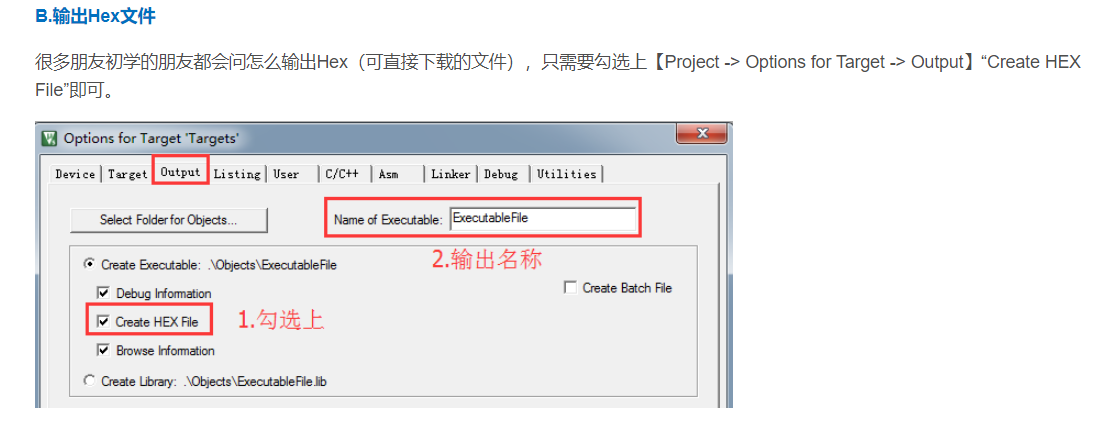 B.输出Hex文件
很多朋友初学的朋友都会问怎么输出Hex（可直接下载的文件），只需要勾选上【Project -> Options for Target -> Output】“Create HEX
File”即可。
Options for Target 'Targets'
Device Target Output Listing User C/C++ Asm Linker Debug Utilities
Select Folder for Objects... Name of Executable: ExecutableFile
2.输出名称
Create Executable: .\Objects\ExecutableFile
Debug Information Create Batch File
Create HEX File 1.勾选上
Browse Information
Create Library: .\Objects\ExecutableFile.lib